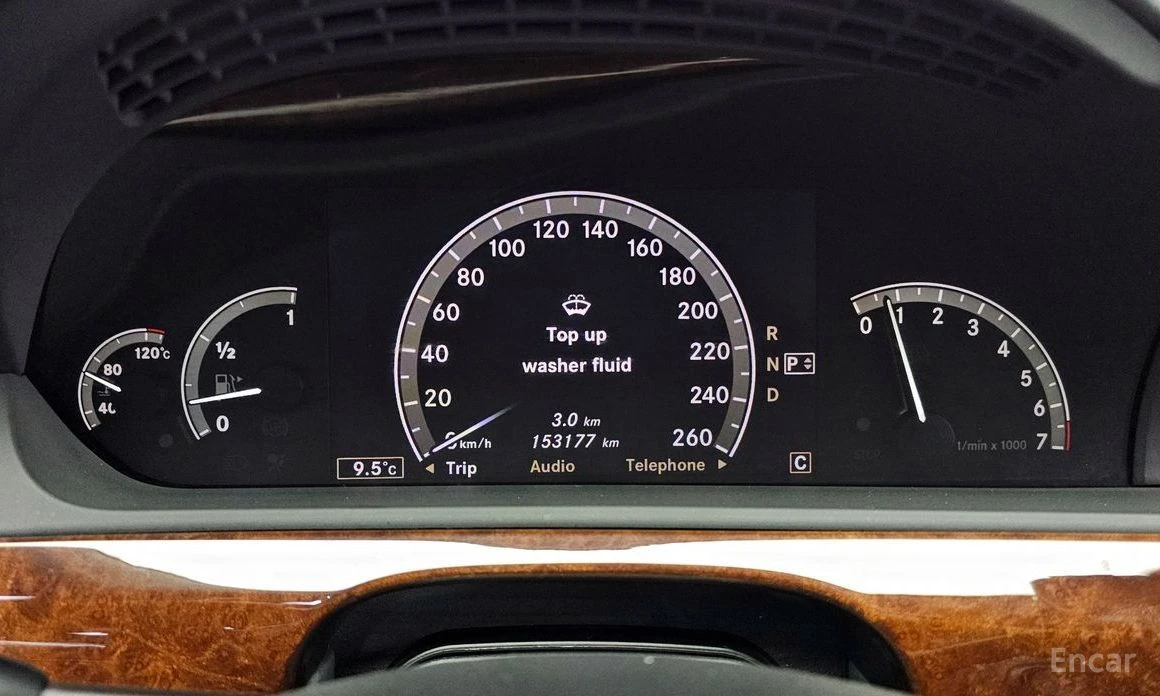 120°c
80
40
1
½
0
0
20
40
60
80
100
120
140
160
180
200
220
240
260
km/h
Top up
washer fluid
3.0 km
153177 km
9.5°c
Trip Audio Telephone
R
N P
D
C
0
1
2
3
4
5
6
7
1/min x 1000
Encar